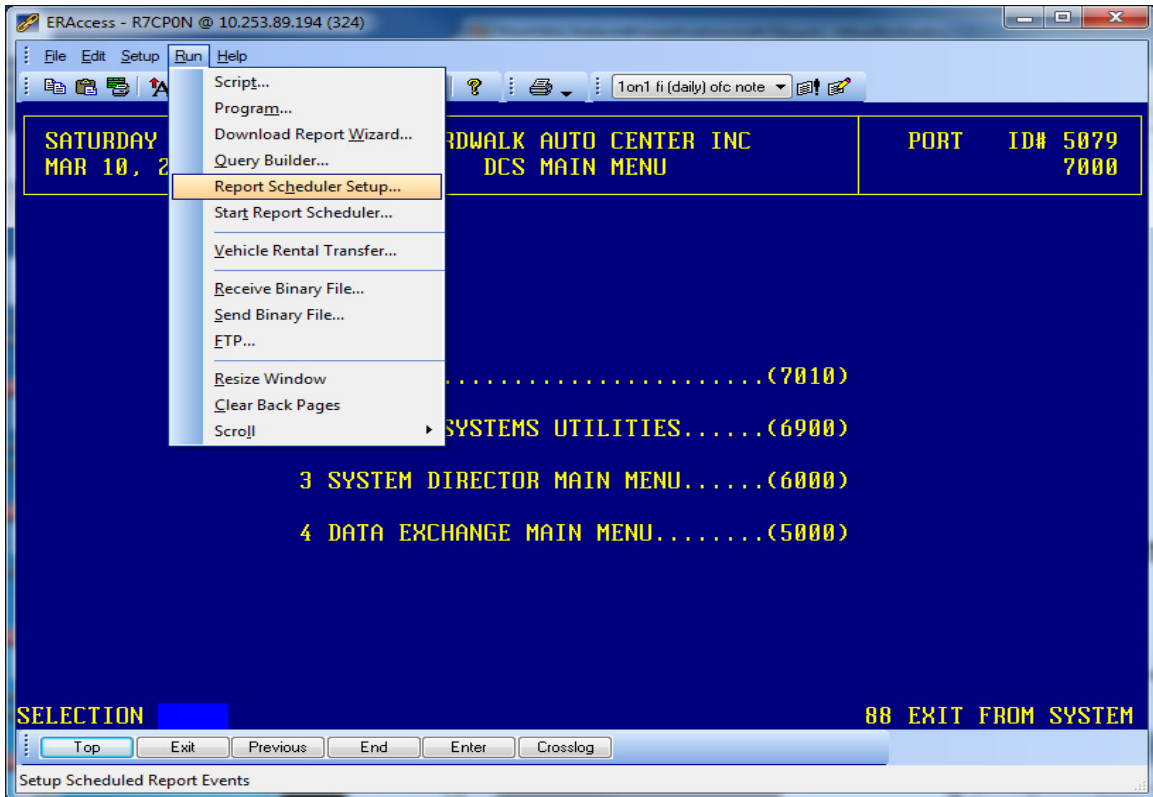 ERAccess - R7CP0N @ 10.253.89.194 (324)
File Edit Setup Run Help
1on1 fi (daily) ofc note
Script...
Program...
Download Report Wizard...
Query Builder...
Report Scheduler Setup...
Start Report Scheduler...
Vehicle Rental Transfer...
Receive Binary File...
Send Binary File...
FTP...
Resize Window
Clear Back Pages
Scroll
SATURDAY RDWALK AUTO CENTER INC PORT ID# 5079
MAR 10, 2 DCS MAIN MENU 7000
.......................(7010)
SYSTEMS UTILITIES......(6900)
3 SYSTEM DIRECTOR MAIN MENU......(6000)
4 DATA EXCHANGE MAIN MENU........(5000)
SELECTION 88 EXIT FROM SYSTEM
Top Exit Previous End Enter Crosslog
Setup Scheduled Report Events